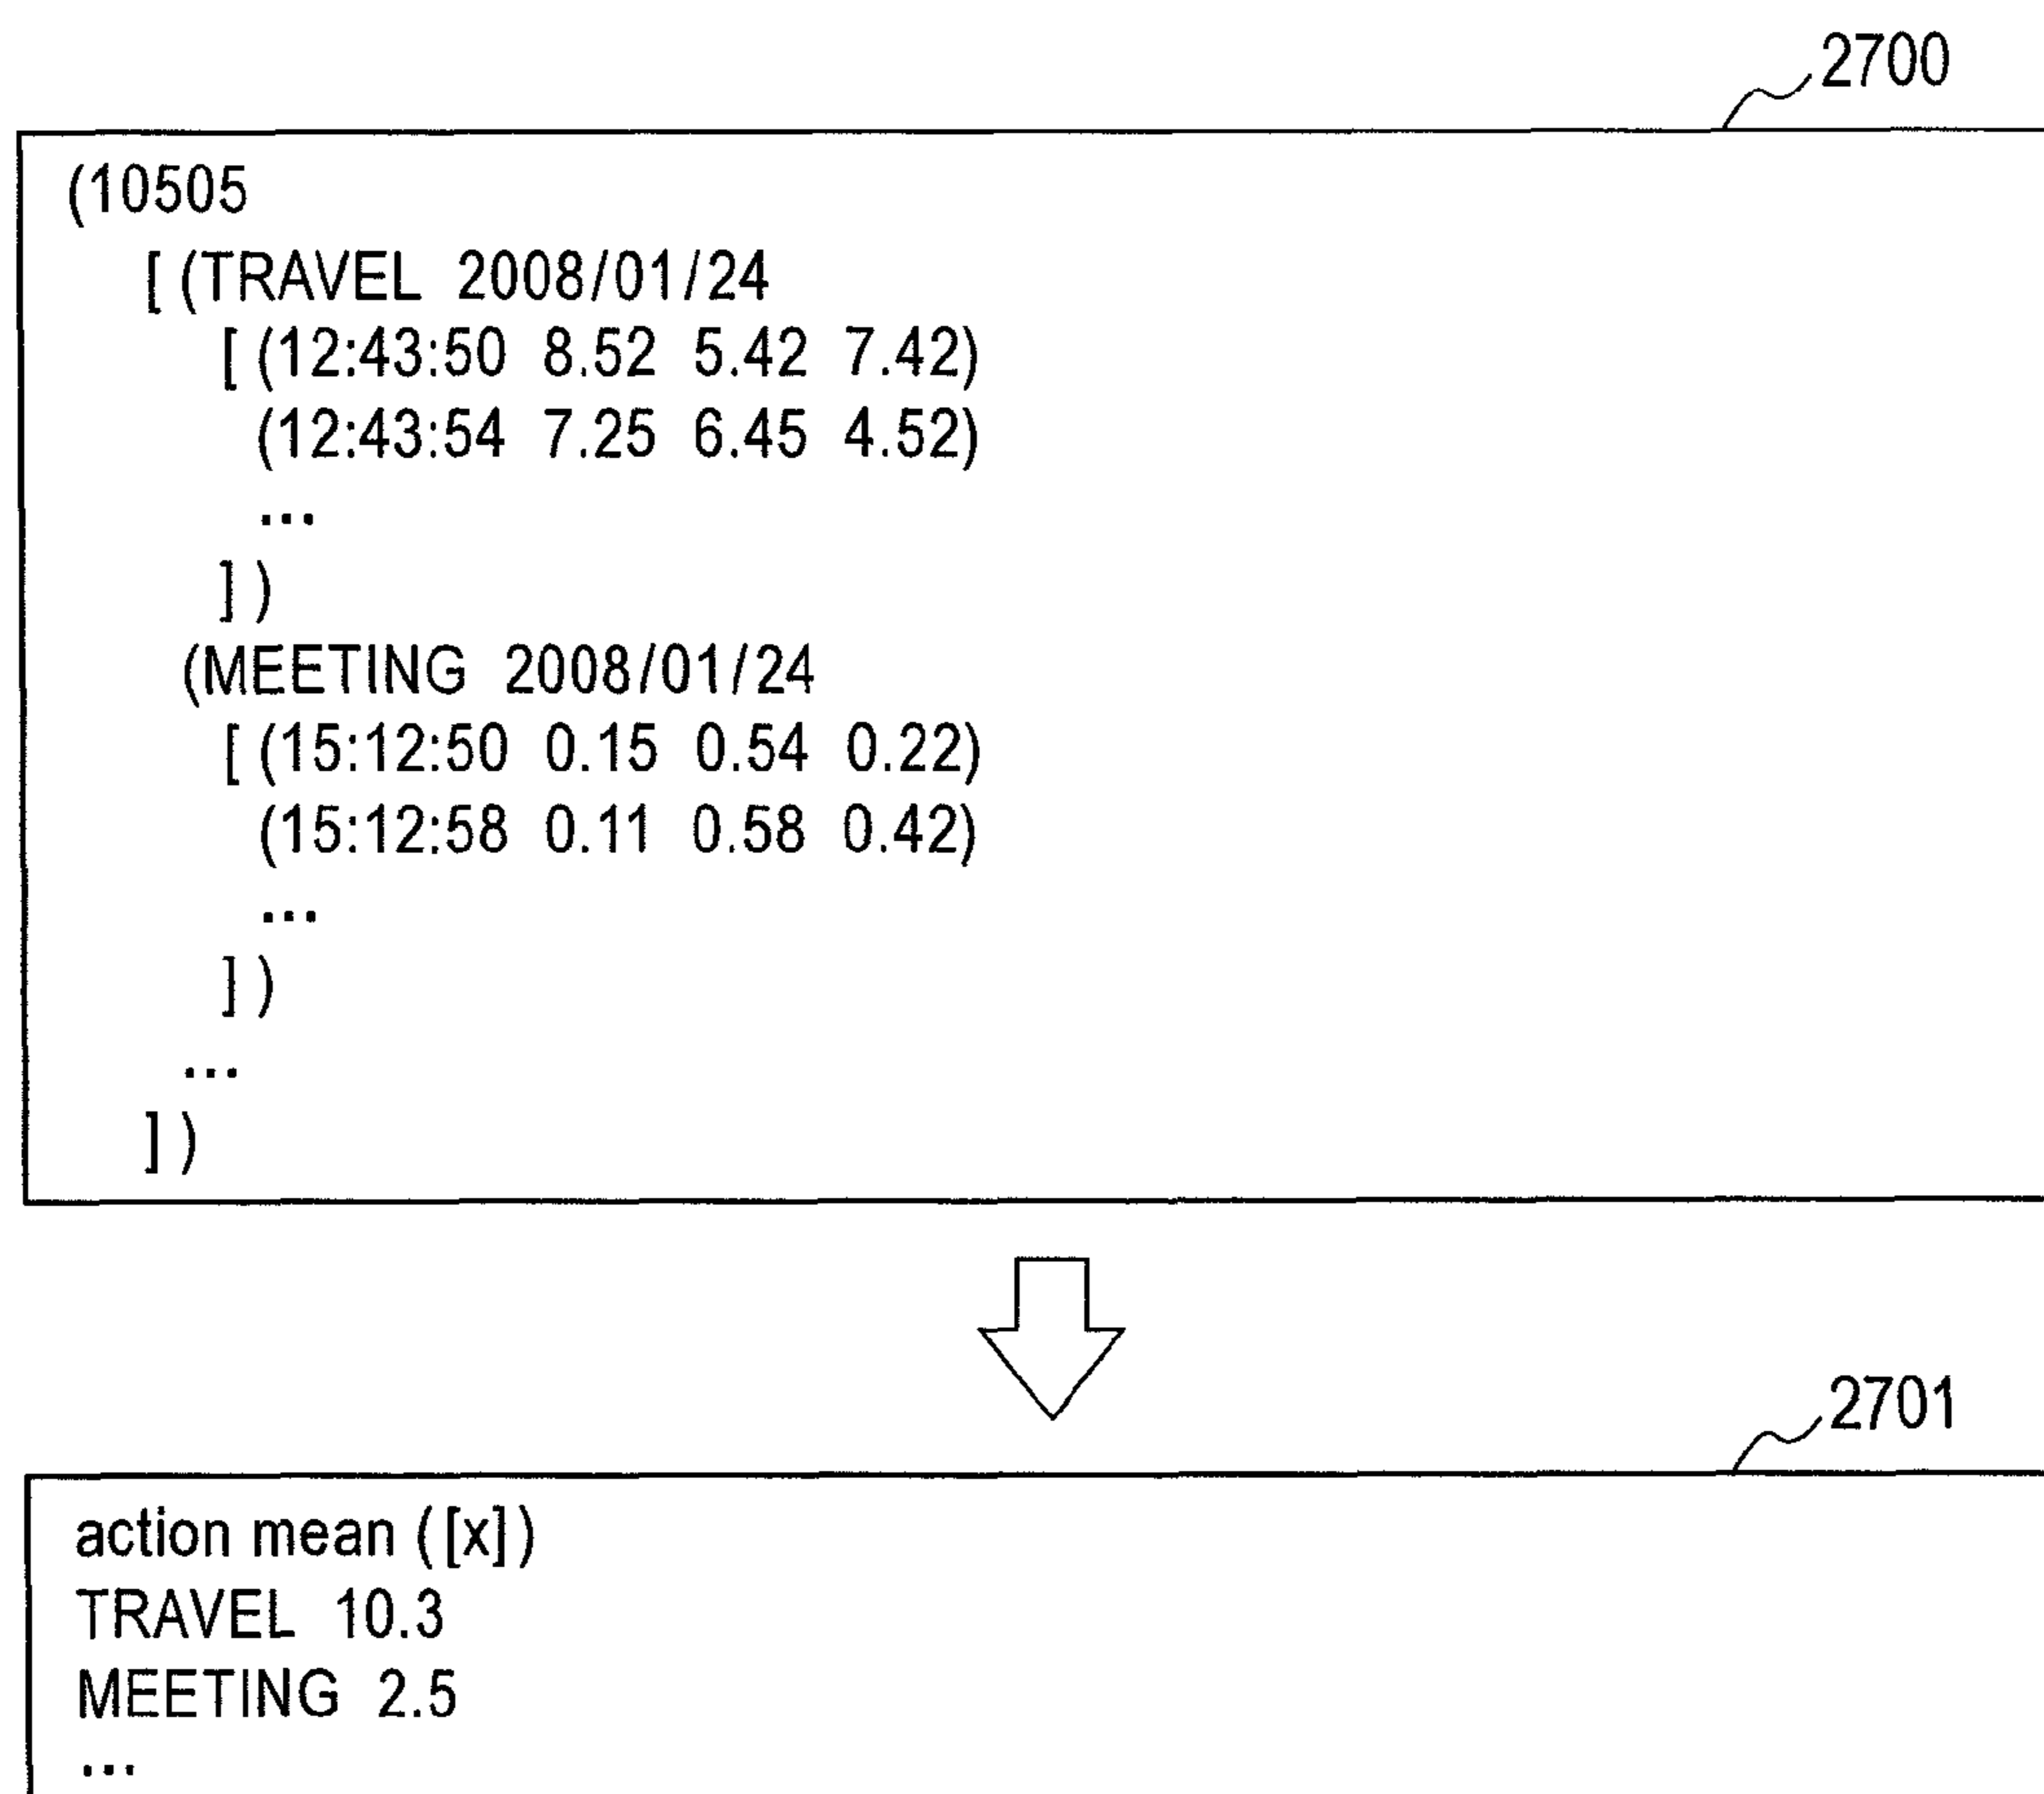 2700
(10505
[ (TRAVEL 2008/01/24
[ (12:43:50 8.52 5.42 7.42)
(12:43:54 7.25 6.45 4.52)
...
] )
(MEETING 2008/01/24
[ (15:12:50 0.15 0.54 0.22)
(15:12:58 0.11 0.58 0.42)
...
] )
...
] )
2701
action mean ( [x] )
TRAVEL 10.3
MEETING 2.5
...